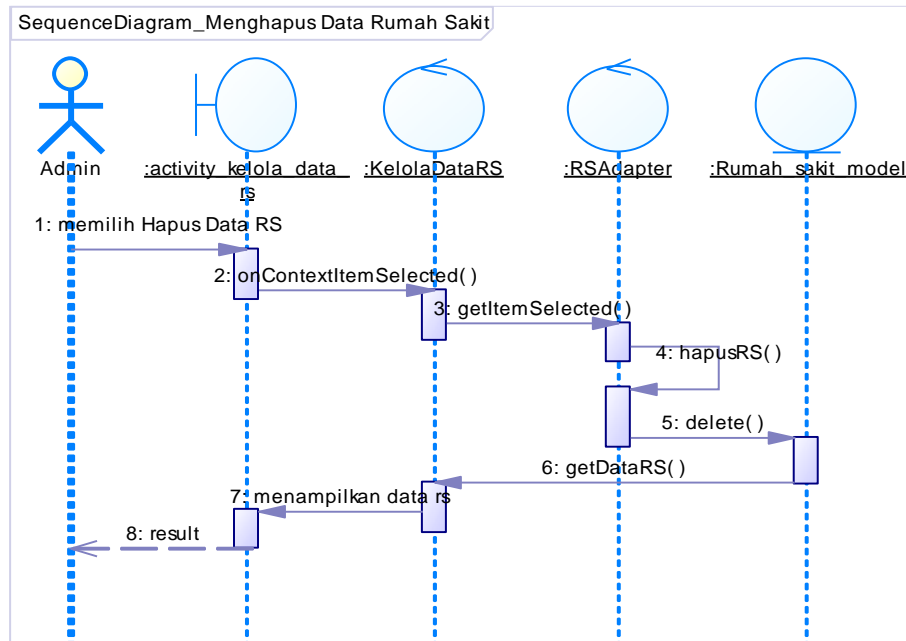 SequenceDiagram_Menghapus Data Rumah Sakit
Admin
:activity_kelola_data_
rs
:KelolaDataRS
:RSAdapter
:Rumah_sakit_model
1: memilih Hapus Data RS
2: onContextItemSelected( )
3: getItemSelected( )
4: hapusRS( )
5: delete( )
6: getDataRS( )
7: menampilkan data rs
8: result